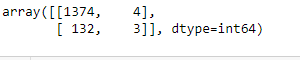 array([[1374,    4],
       [ 132,    3]], dtype=int64)